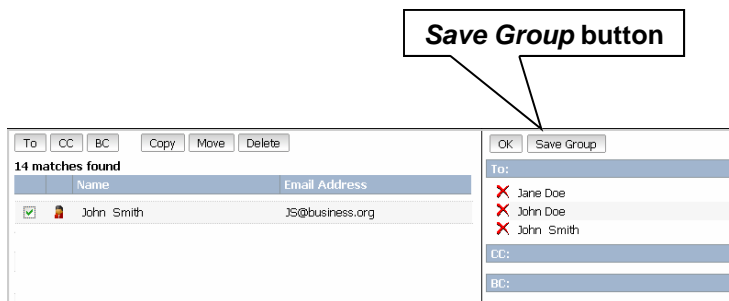 Save Group button
To CC BC Copy Move Delete
14 matches found
Name Email Address
John Smith JS@business.org
OK Save Group
To:
Jane Doe
John Doe
John Smith
CC:
BC: